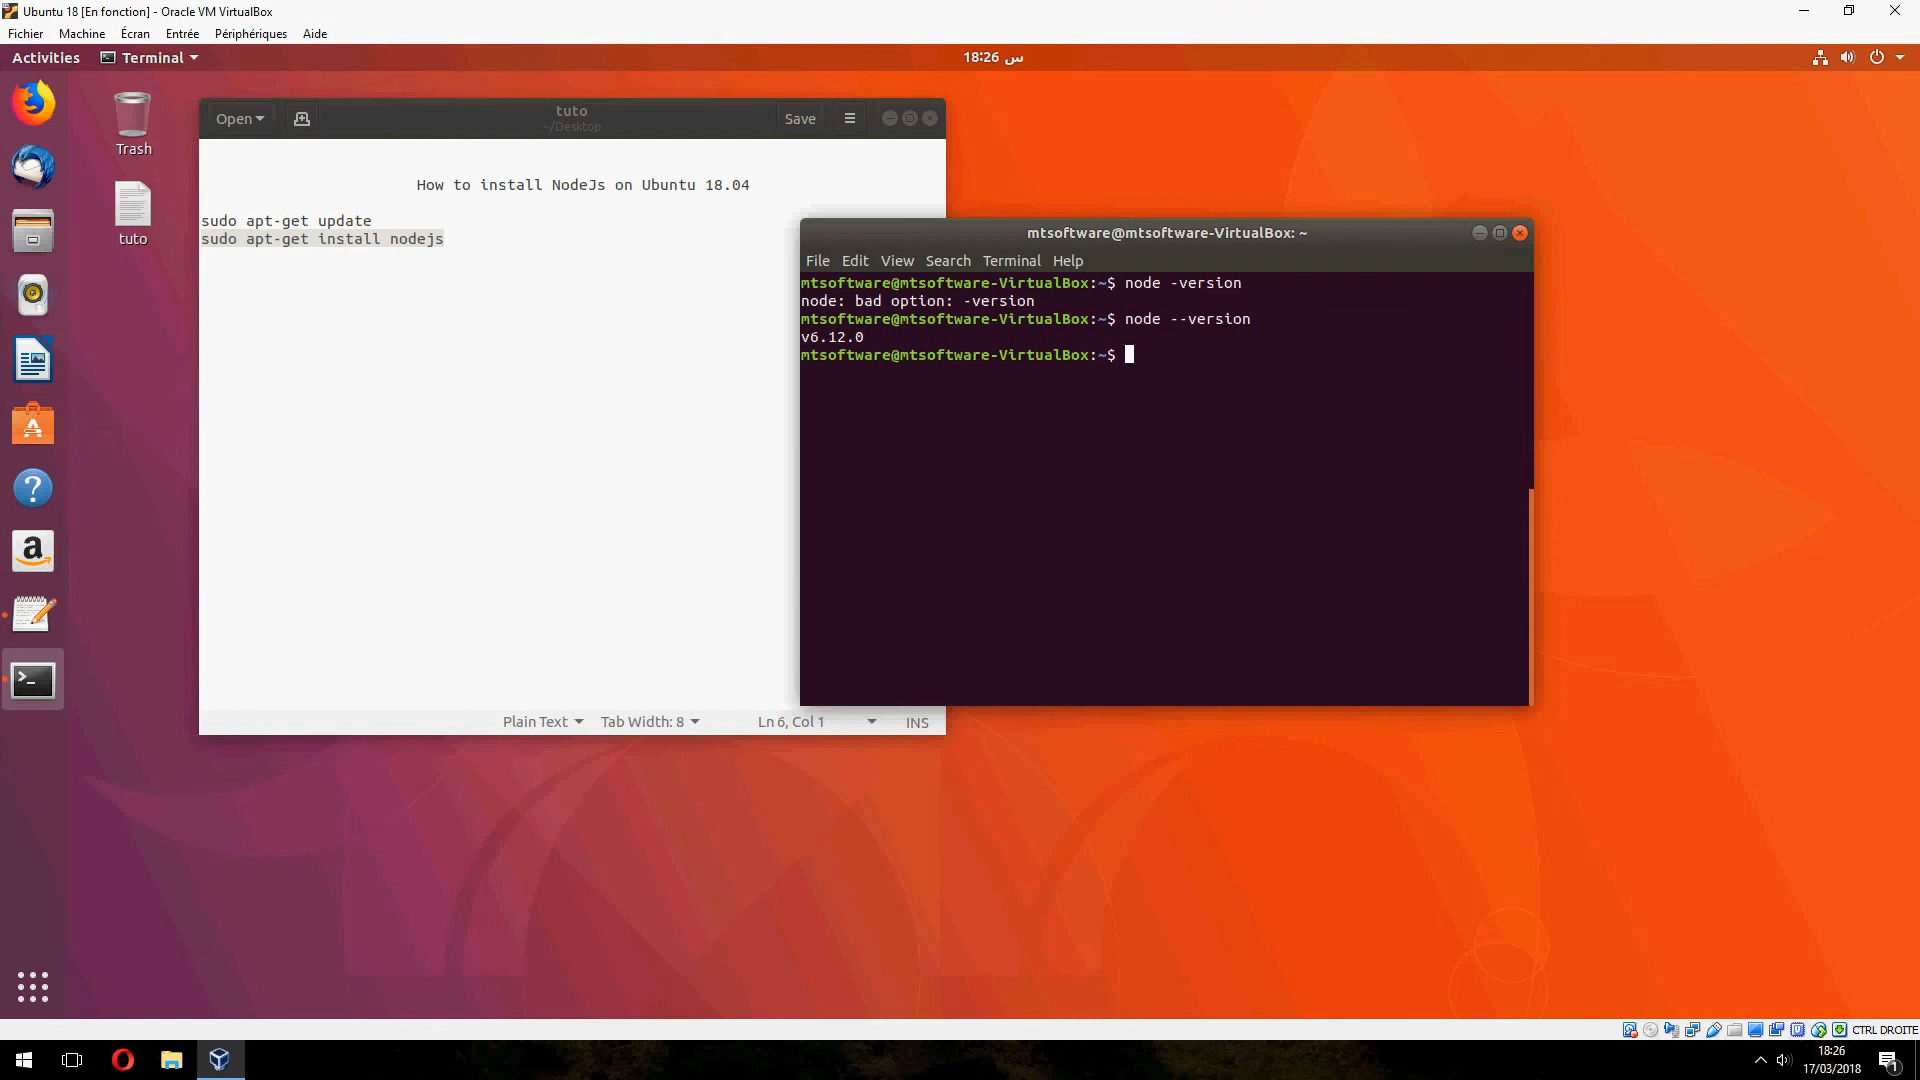 Ubuntu 18 [En fonction] - Oracle VM VirtualBox
Fichier Machine Écran Entrée Périphériques Aide
Activities Terminal 18:26 س
Trash
tuto
Open tuto Save
~/Desktop
How to install NodeJs on Ubuntu 18.04
sudo apt-get update
sudo apt-get install nodejs
Plain Text Tab Width: 8 Ln 6, Col 1 INS
mtsoftware@mtsoftware-VirtualBox: ~
File Edit View Search Terminal Help
mtsoftware@mtsoftware-VirtualBox:~$ node -version
node: bad option: -version
mtsoftware@mtsoftware-VirtualBox:~$ node --version
v6.12.0
mtsoftware@mtsoftware-VirtualBox:~$
CTRL DROITE
18:26
17/03/2018
1